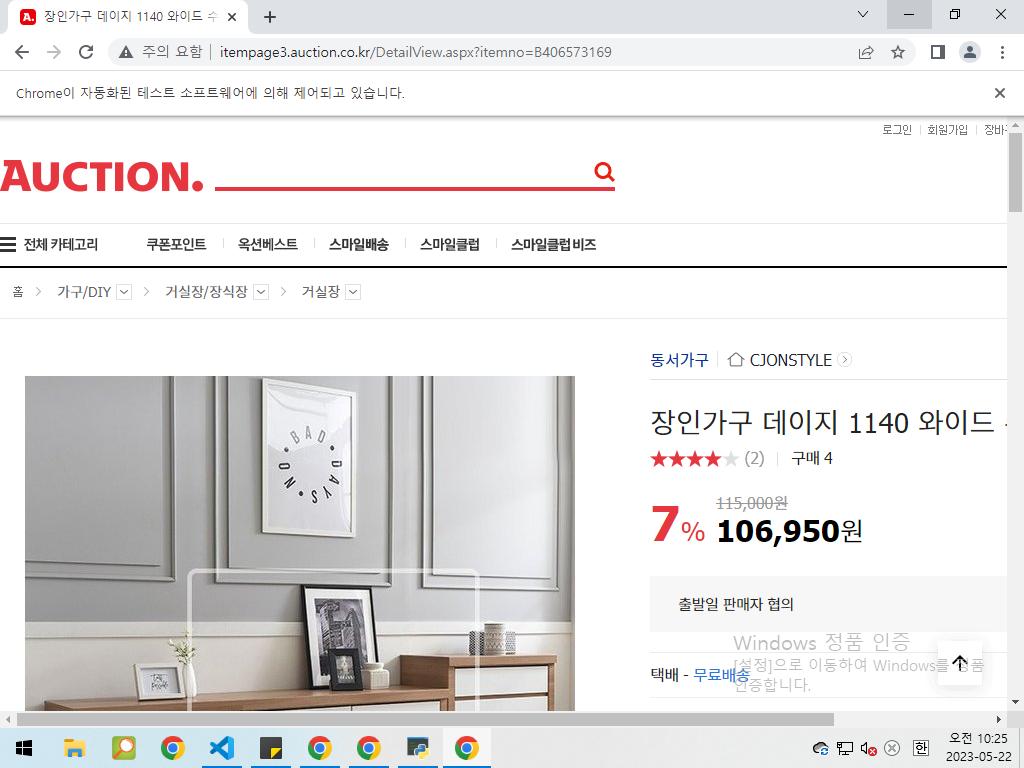 장인가구 데이지 1140 와이드 수
주의 요함
itempage3.auction.co.kr/DetailView.aspx?itemno=B406573169
Chrome이 자동화된 테스트 소프트웨어에 의해 제어되고 있습니다.
로그인 회원가입 장바
AUCTION.
전체 카테고리 쿠폰포인트 옥션베스트 스마일배송 스마일클럽 스마일클럽 비즈
홈 가구/DIY 거실장/장식장 거실장
동서가구 CJONSTYLE
장인가구 데이지 1140 와이드
(2) 구매 4
115,000원
7% 106,950원
BAD DAYS NO
출발일 판매자 협의
Windows 정품 인증
[설정]으로 이동하여 Windows를 정품
인증합니다.
택배 - 무료배송
한
오전 10:25
2023-05-22